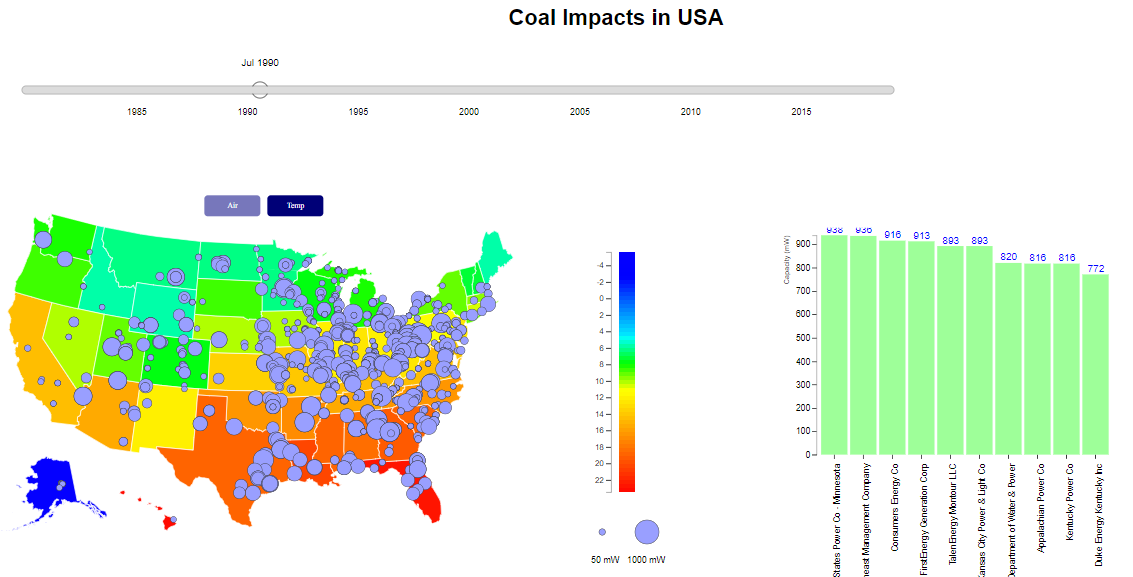 Coal Impacts in USA
Jul 1990
1985 1990 1995 2000 2005 2010 2015
Air Temp
-4
-2
0
2
4
6
8
10
12
14
16
18
20
22
50 mW 1000 mW
Capacity (mW)
900
800
700
600
500
400
300
200
100
0
938 936 916 913 893 893 820 816 816 772
States Power Co - Minnesota
Management Company
Consumers Energy Co
FirstEnergy Generation Corp
TalenEnergy Montour LLC
Kansas City Power & Light Co
Department of Water & Power
Appalachian Power Co
Kentucky Power Co
Duke Energy Kentucky Inc